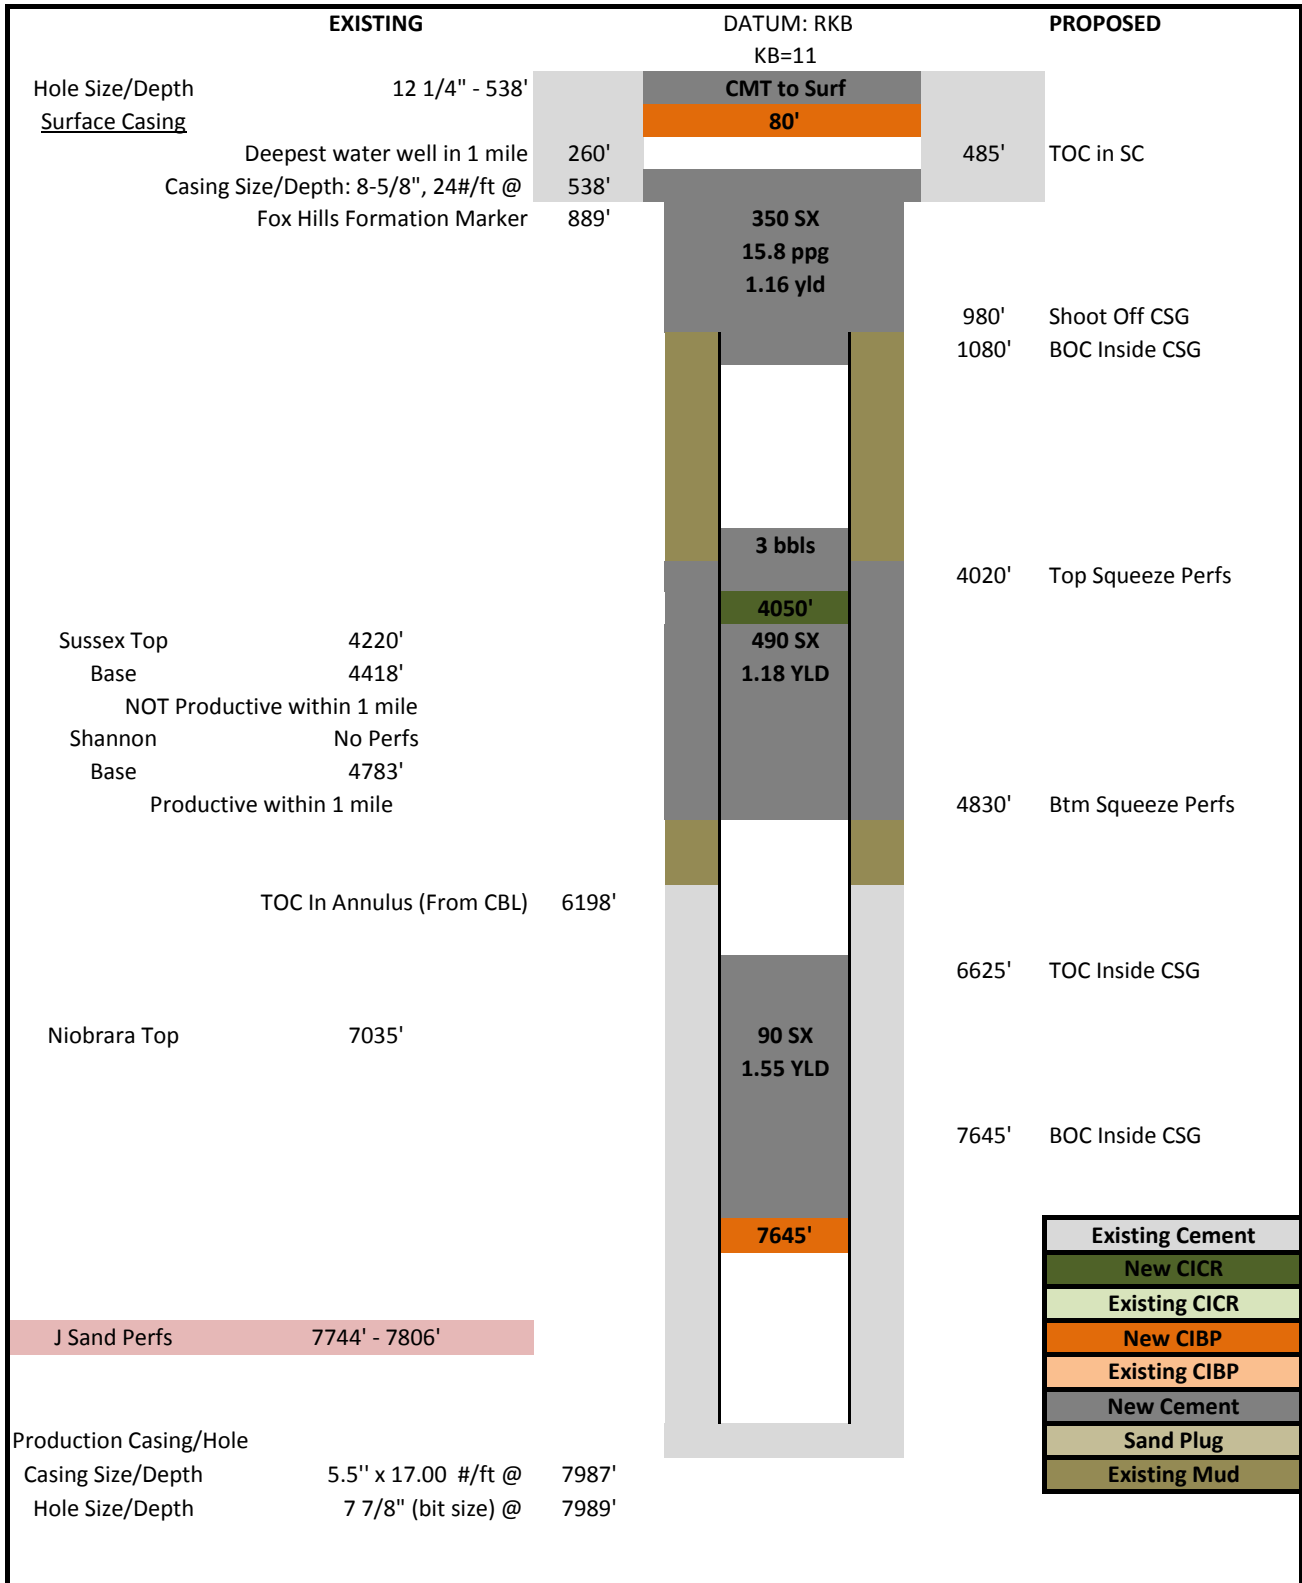 EXISTING DATUM: RKB PROPOSED
KB=11
Hole Size/Depth 12 1/4" - 538' CMT to Surf
Surface Casing 80'
Deepest water well in 1 mile 260' 485' TOC in SC
Casing Size/Depth: 8-5/8", 24#/ft @ 538'
Fox Hills Formation Marker 889' 350 SX
15.8 ppg
1.16 yld
980' Shoot Off CSG
1080' BOC Inside CSG
3 bbls
4020' Top Squeeze Perfs
4050'
Sussex Top 4220' 490 SX
Base 4418' 1.18 YLD
NOT Productive within 1 mile
Shannon No Perfs
Base 4783'
Productive within 1 mile 4830' Btm Squeeze Perfs
TOC In Annulus (From CBL) 6198'
6625' TOC Inside CSG
Niobrara Top 7035' 90 SX
1.55 YLD
7645' BOC Inside CSG
7645' Existing Cement
New CICR
Existing CICR
J Sand Perfs 7744' - 7806' New CIBP
Existing CIBP
New Cement
Production Casing/Hole Sand Plug
Casing Size/Depth 5.5'' x 17.00 #/ft @ 7987' Existing Mud
Hole Size/Depth 7 7/8" (bit size) @ 7989'